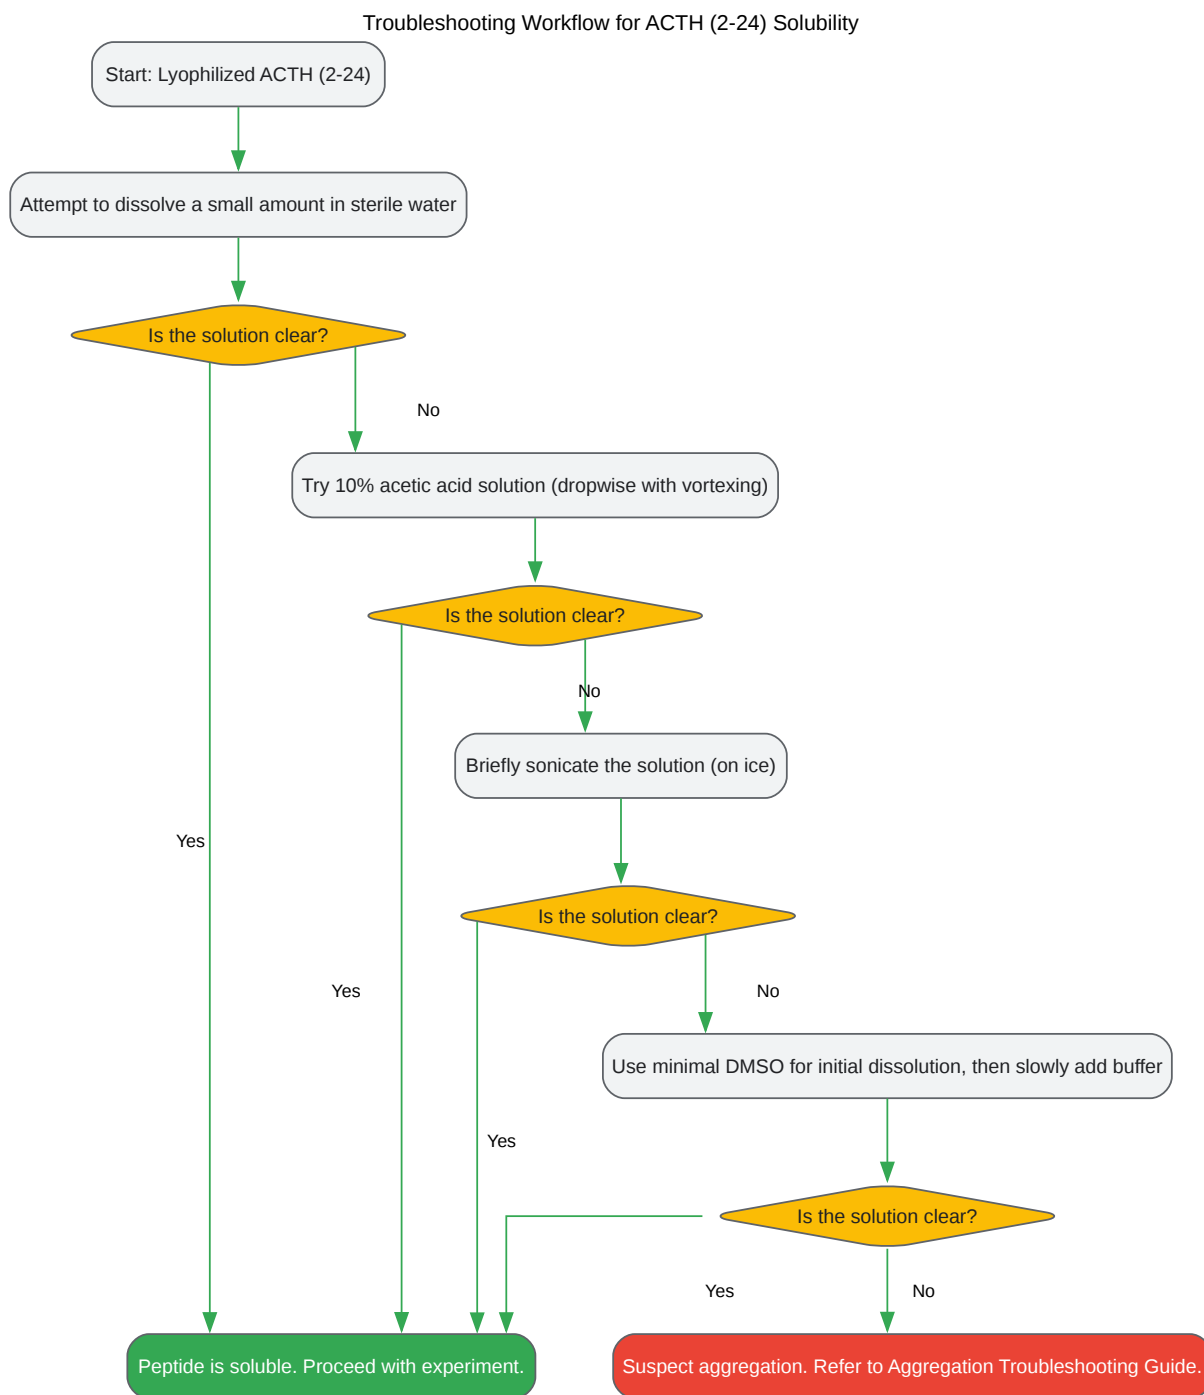 Troubleshooting Workflow for ACTH (2-24) Solubility
Start: Lyophilized ACTH (2-24)
Attempt to dissolve a small amount in sterile water
Is the solution clear?
No
Try 10% acetic acid solution (dropwise with vortexing)
Is the solution clear?
No
Briefly sonicate the solution (on ice)
Yes
Is the solution clear?
Yes
No
Use minimal DMSO for initial dissolution, then slowly add buffer
Yes
Is the solution clear?
Yes
No
Peptide is soluble. Proceed with experiment.
Suspect aggregation. Refer to Aggregation Troubleshooting Guide.